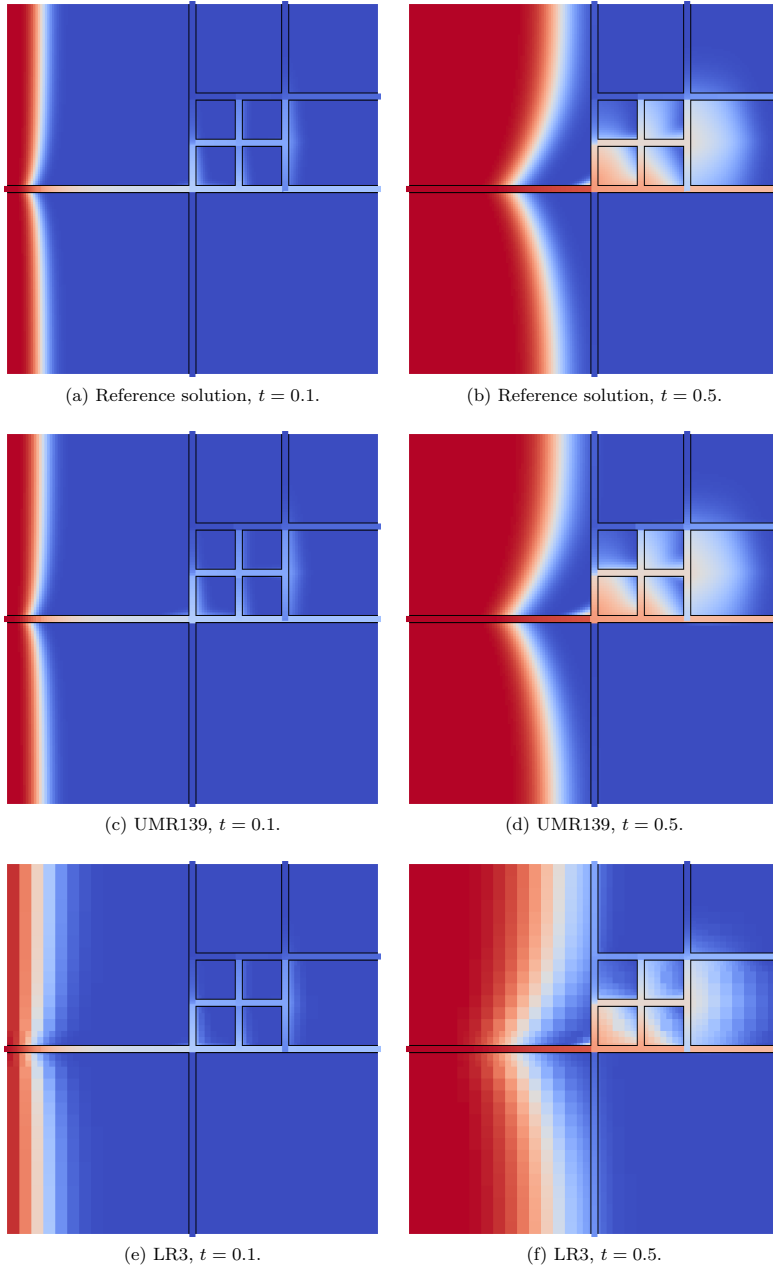 (a) Reference solution, t = 0.1.
(b) Reference solution, t = 0.5.
(c) UMR139, t = 0.1.
(d) UMR139, t = 0.5.
(e) LR3, t = 0.1.
(f) LR3, t = 0.5.